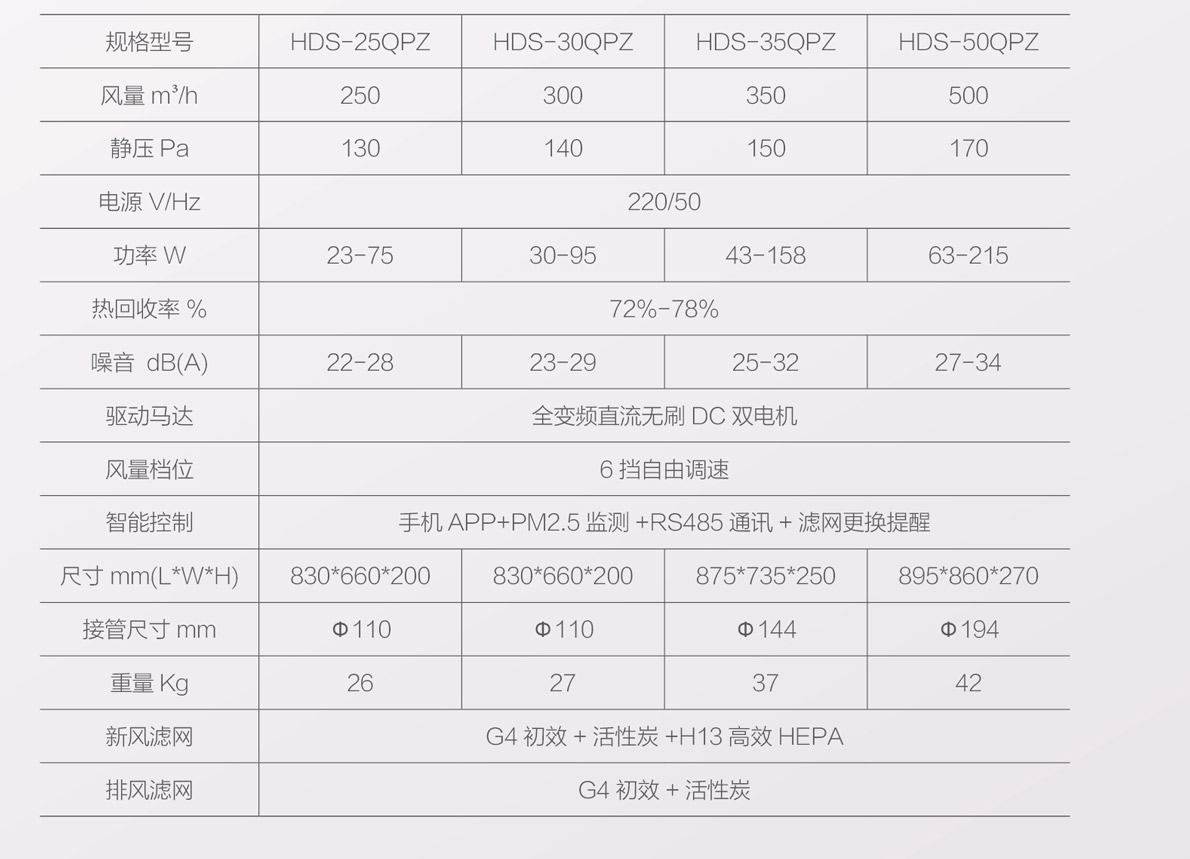 规格型号 HDS-25QPZ HDS-30QPZ HDS-35QPZ HDS-50QPZ
风量 m³/h 250 300 350 500
静压 Pa 130 140 150 170
电源 V/Hz 220/50
功率 W 23-75 30-95 43-158 63-215
热回收率 % 72%-78%
噪音 dB(A) 22-28 23-29 25-32 27-34
驱动马达 全变频直流无刷 DC 双电机
风量档位 6 挡自由调速
智能控制 手机 APP+PM2.5 监测 +RS485 通讯 + 滤网更换提醒
尺寸 mm(L*W*H) 830*660*200 830*660*200 875*735*250 895*860*270
接管尺寸 mm Φ110 Φ110 Φ144 Φ194
重量 Kg 26 27 37 42
新风滤网 G4 初效 + 活性炭 +H13 高效 HEPA
排风滤网 G4 初效 + 活性炭